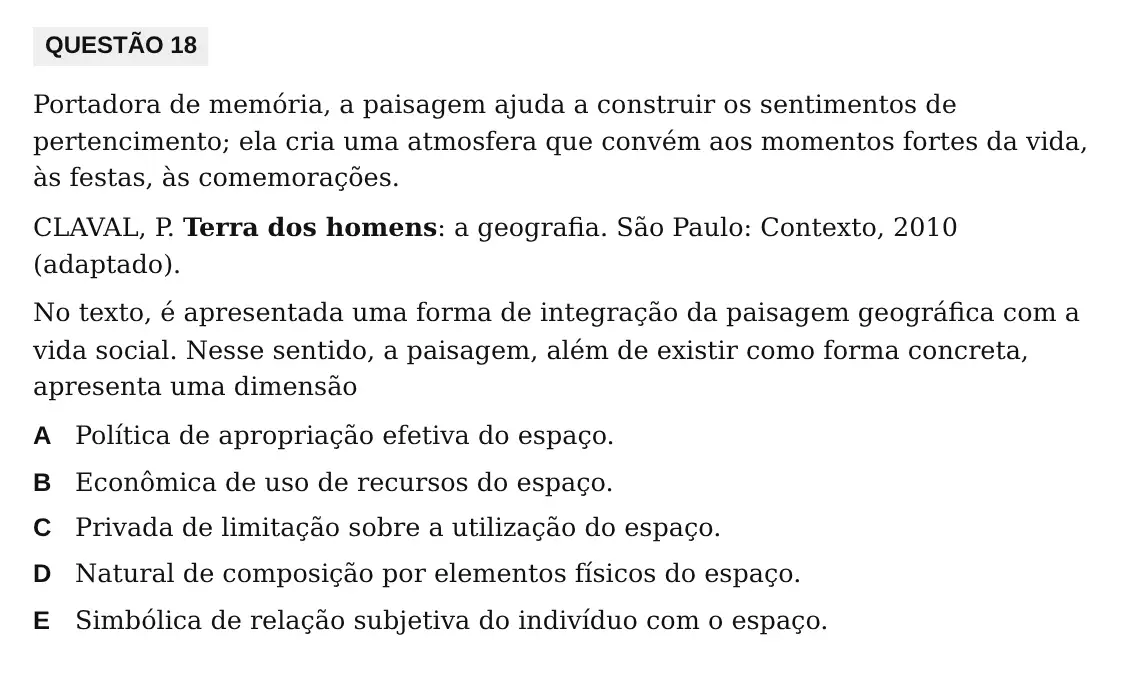 QUESTÃO 18
Portadora de memória, a paisagem ajuda a construir os sentimentos de
pertencimento; ela cria uma atmosfera que convém aos momentos fortes da vida,
às festas, às comemorações.
CLAVAL, P. Terra dos homens: a geografia. São Paulo: Contexto, 2010
(adaptado).
No texto, é apresentada uma forma de integração da paisagem geográfica com a
vida social. Nesse sentido, a paisagem, além de existir como forma concreta,
apresenta uma dimensão
A Política de apropriação efetiva do espaço.
B Econômica de uso de recursos do espaço.
C Privada de limitação sobre a utilização do espaço.
D Natural de composição por elementos físicos do espaço.
E Simbólica de relação subjetiva do indivíduo com o espaço.